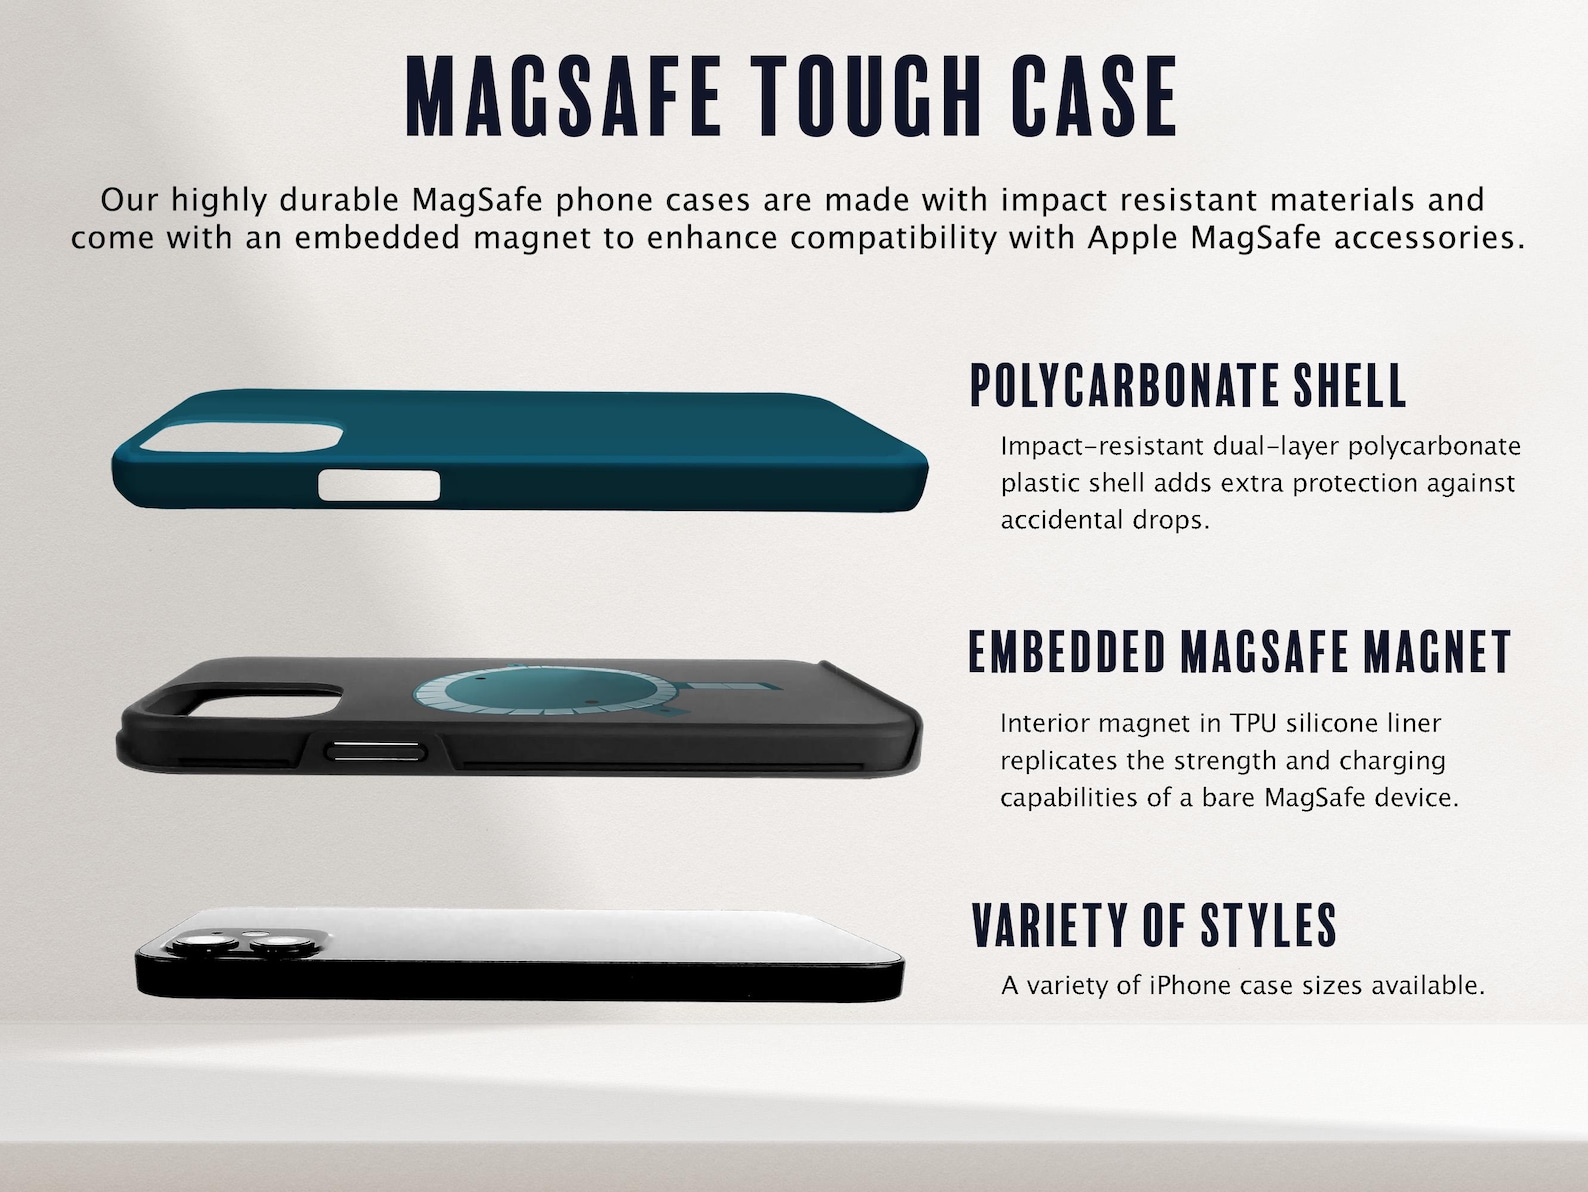 MAGSAFE TOUGH CASE
Our highly durable MagSafe phone cases are made with impact resistant materials and
come with an embedded magnet to enhance compatibility with Apple MagSafe accessories.
POLYCARBONATE SHELL
Impact-resistant dual-layer polycarbonate
plastic shell adds extra protection against
accidental drops.
EMBEDDED MAGSAFE MAGNET
Interior magnet in TPU silicone liner
replicates the strength and charging
capabilities of a bare MagSafe device.
VARIETY OF STYLES
A variety of iPhone case sizes available.